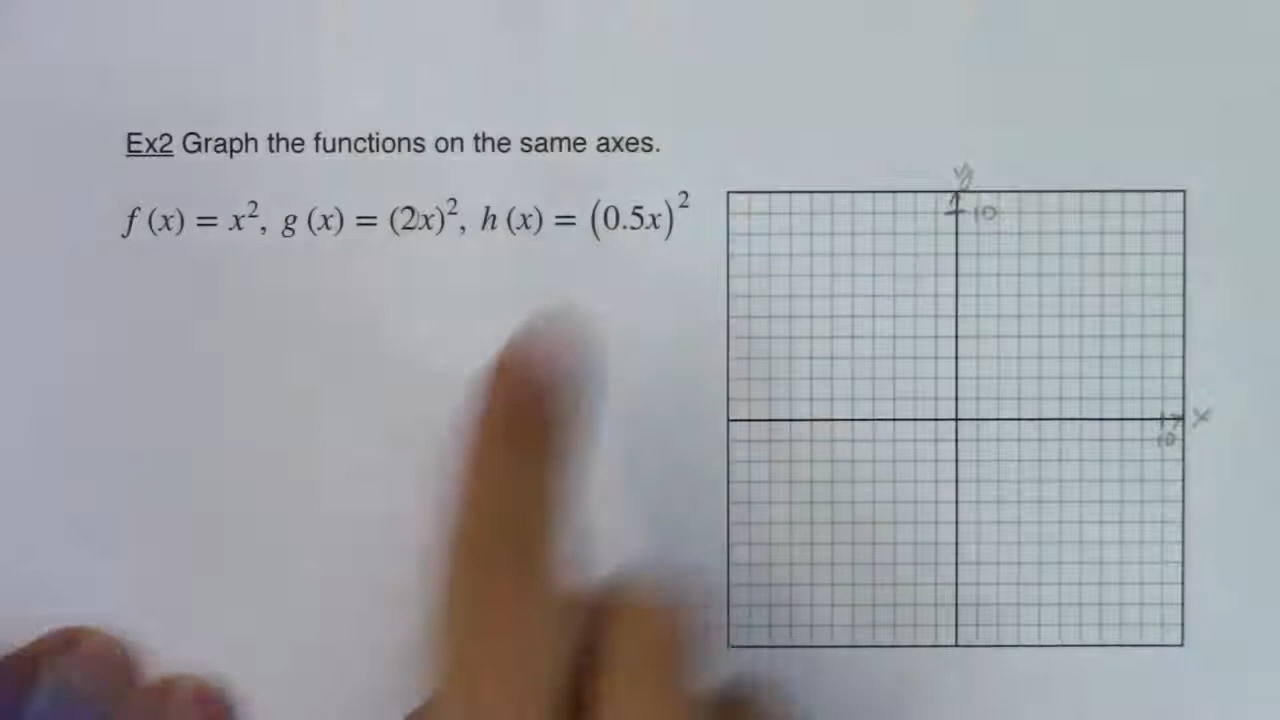 Ex2 Graph the functions on the same axes.
f (x) = x², g (x) = (2x)², h (x) = (0.5x)²
y
10
x
10